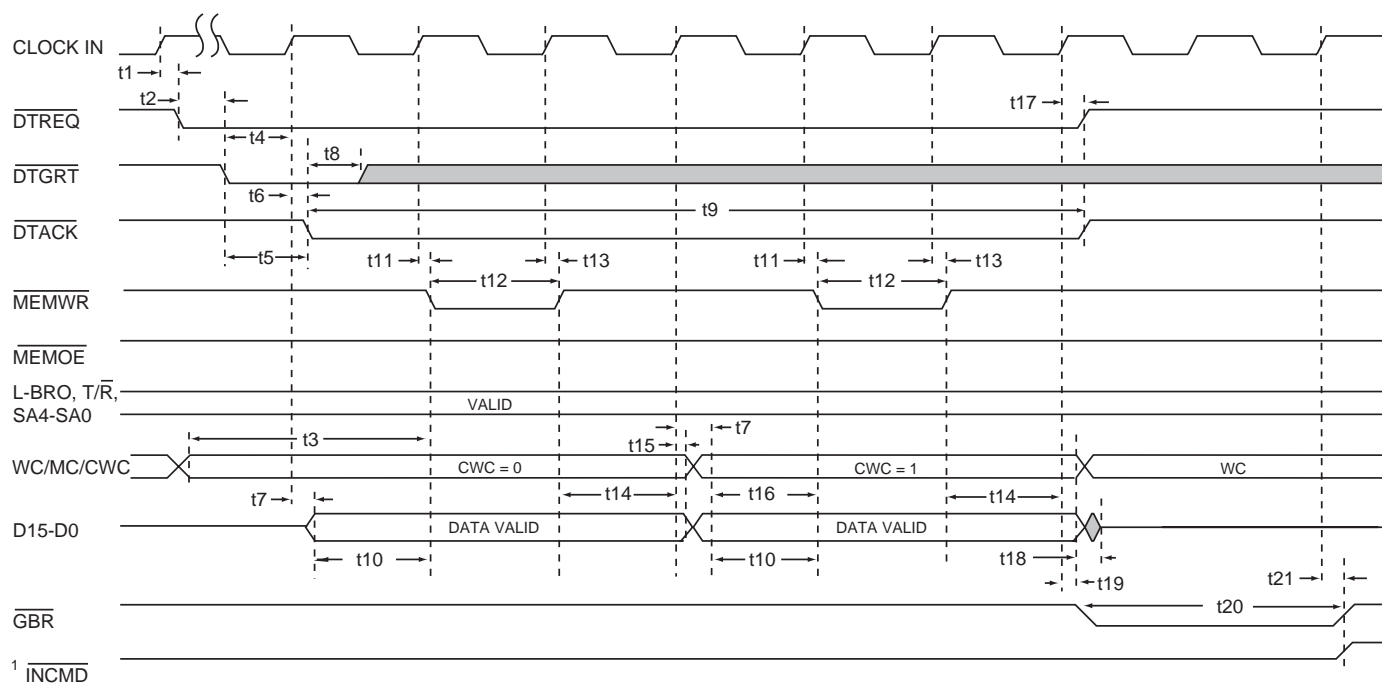 CLOCK IN
t1
t2
t17
DTREQ
t4
t8
DTGRT
t6
t9
DTACK
t5
t11
t13
t11
t13
t12
t12
MEMWR
MEMOE
L-BRO, T/R̅,
SA4-SA0
VALID
t7
t3
t15
WC/MC/CWC
CWC = 0
CWC = 1
WC
t7
t14
t16
t14
D15-D0
DATA VALID
DATA VALID
t10
t10
t18
t19
t21
t20
GBR
1 INCMD